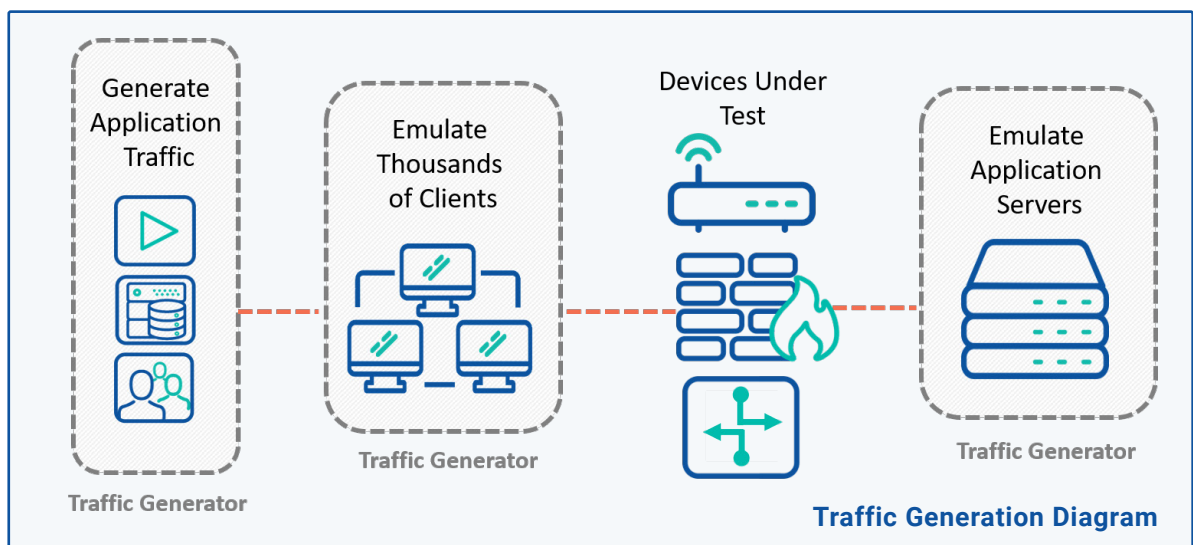 Generate
Application
Traffic
Traffic Generator
Emulate
Thousands
of Clients
Traffic Generator
Devices Under
Test
Emulate
Application
Servers
Traffic Generator
Traffic Generation Diagram